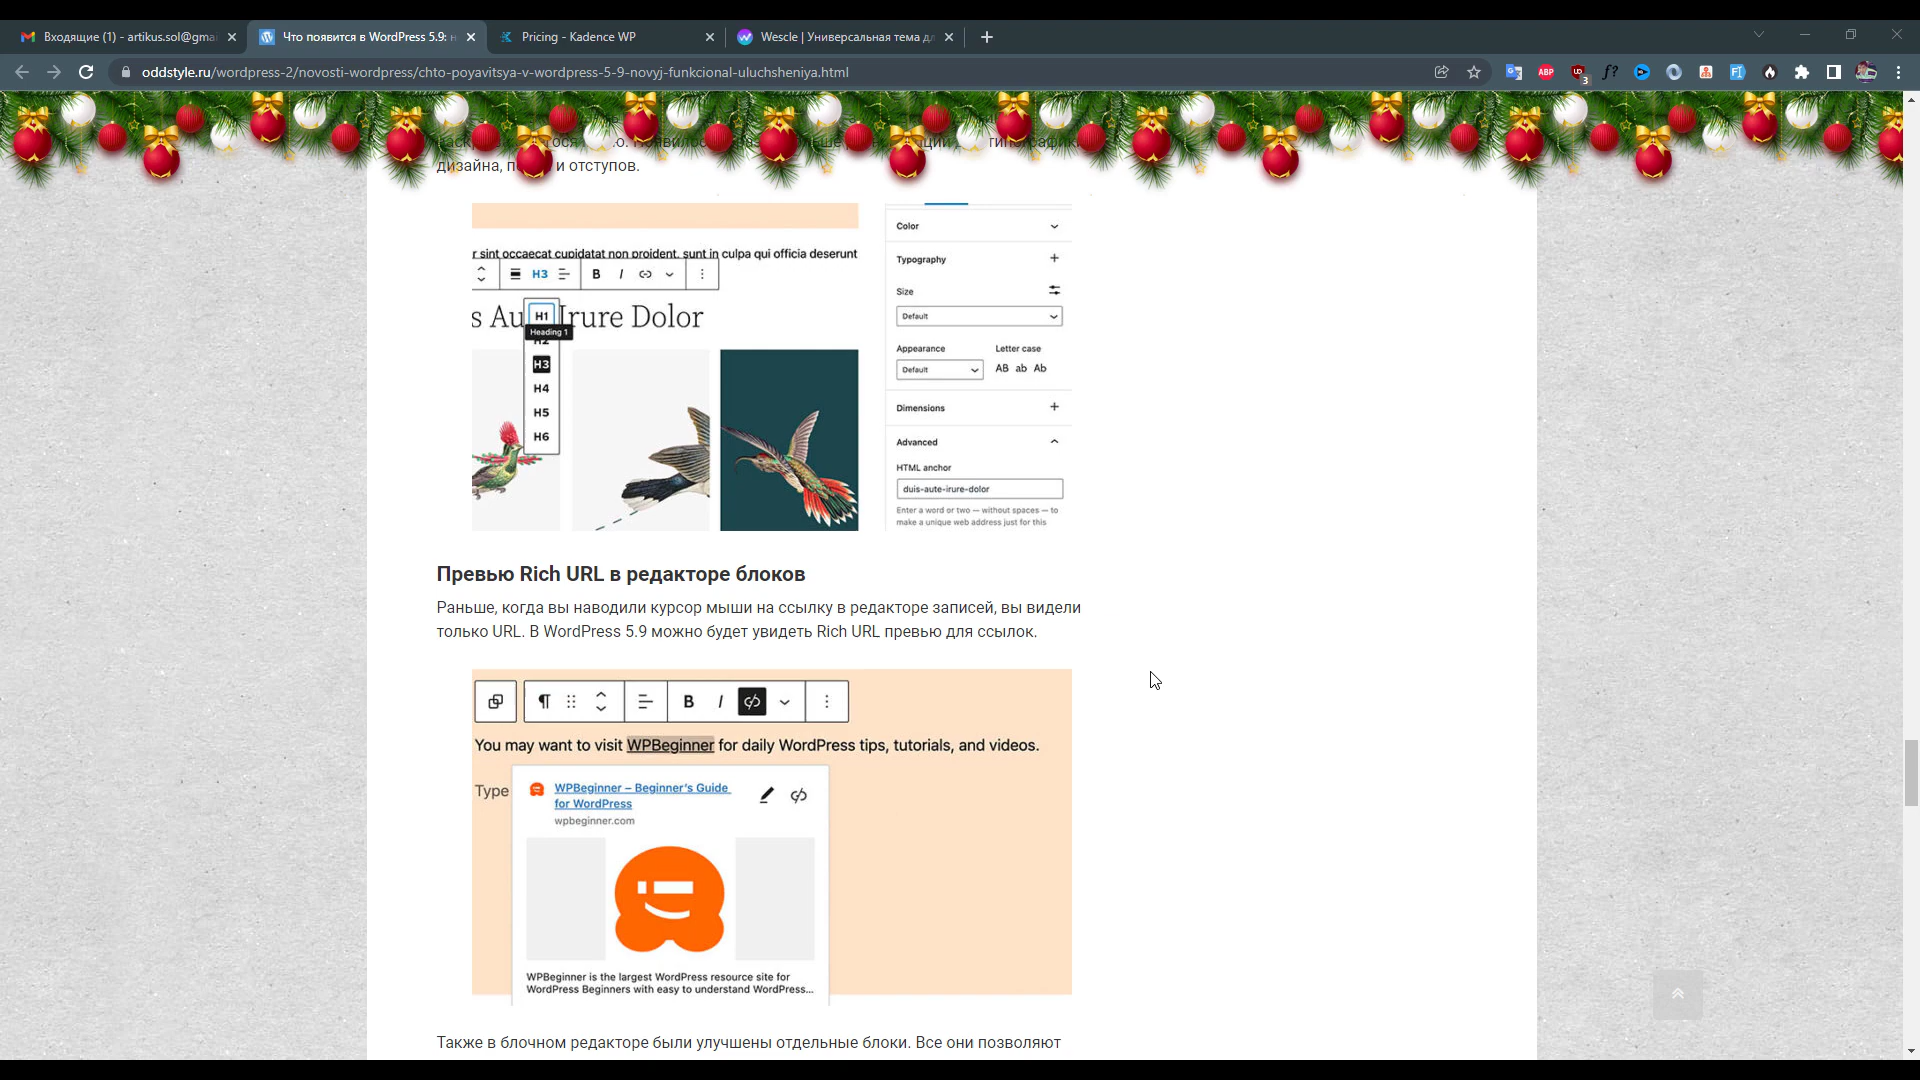 Входящие (1) - artikus.sol@gmai
Что появится в WordPress 5.9: н
Pricing - Kadence WP
Wescle | Универсальная тема дл
oddstyle.ru/wordpress-2/novosti-wordpress/chto-poyavitsya-v-wordpress-5-9-novyj-funkcional-uluchsheniya.html
ABP
3
f?
дизайна, и отступов.
r sint occaecat cupidatat non proident, sunt in culpa qui officia deserunt
H3 B I
s Au Irure Dolor
H1
Heading 1
H2
H3
H4
H5
H6
Color
Typography
Size
Default
Appearance Letter case
Default AB ab Ab
Dimensions
Advanced
HTML anchor
duis-aute-irure-dolor
Enter a word or two — without spaces — to
make a unique web address just for this
Превью Rich URL в редакторе блоков
Раньше, когда вы наводили курсор мыши на ссылку в редакторе записей, вы видели
только URL. В WordPress 5.9 можно будет увидеть Rich URL превью для ссылок.
B I
You may want to visit WPBeginner for daily WordPress tips, tutorials, and videos.
Type
WPBeginner – Beginner's Guide
for WordPress
wpbeginner.com
WPBeginner is the largest WordPress resource site for
WordPress Beginners with easy to understand WordPress...
Также в блочном редакторе были улучшены отдельные блоки. Все они позволяют